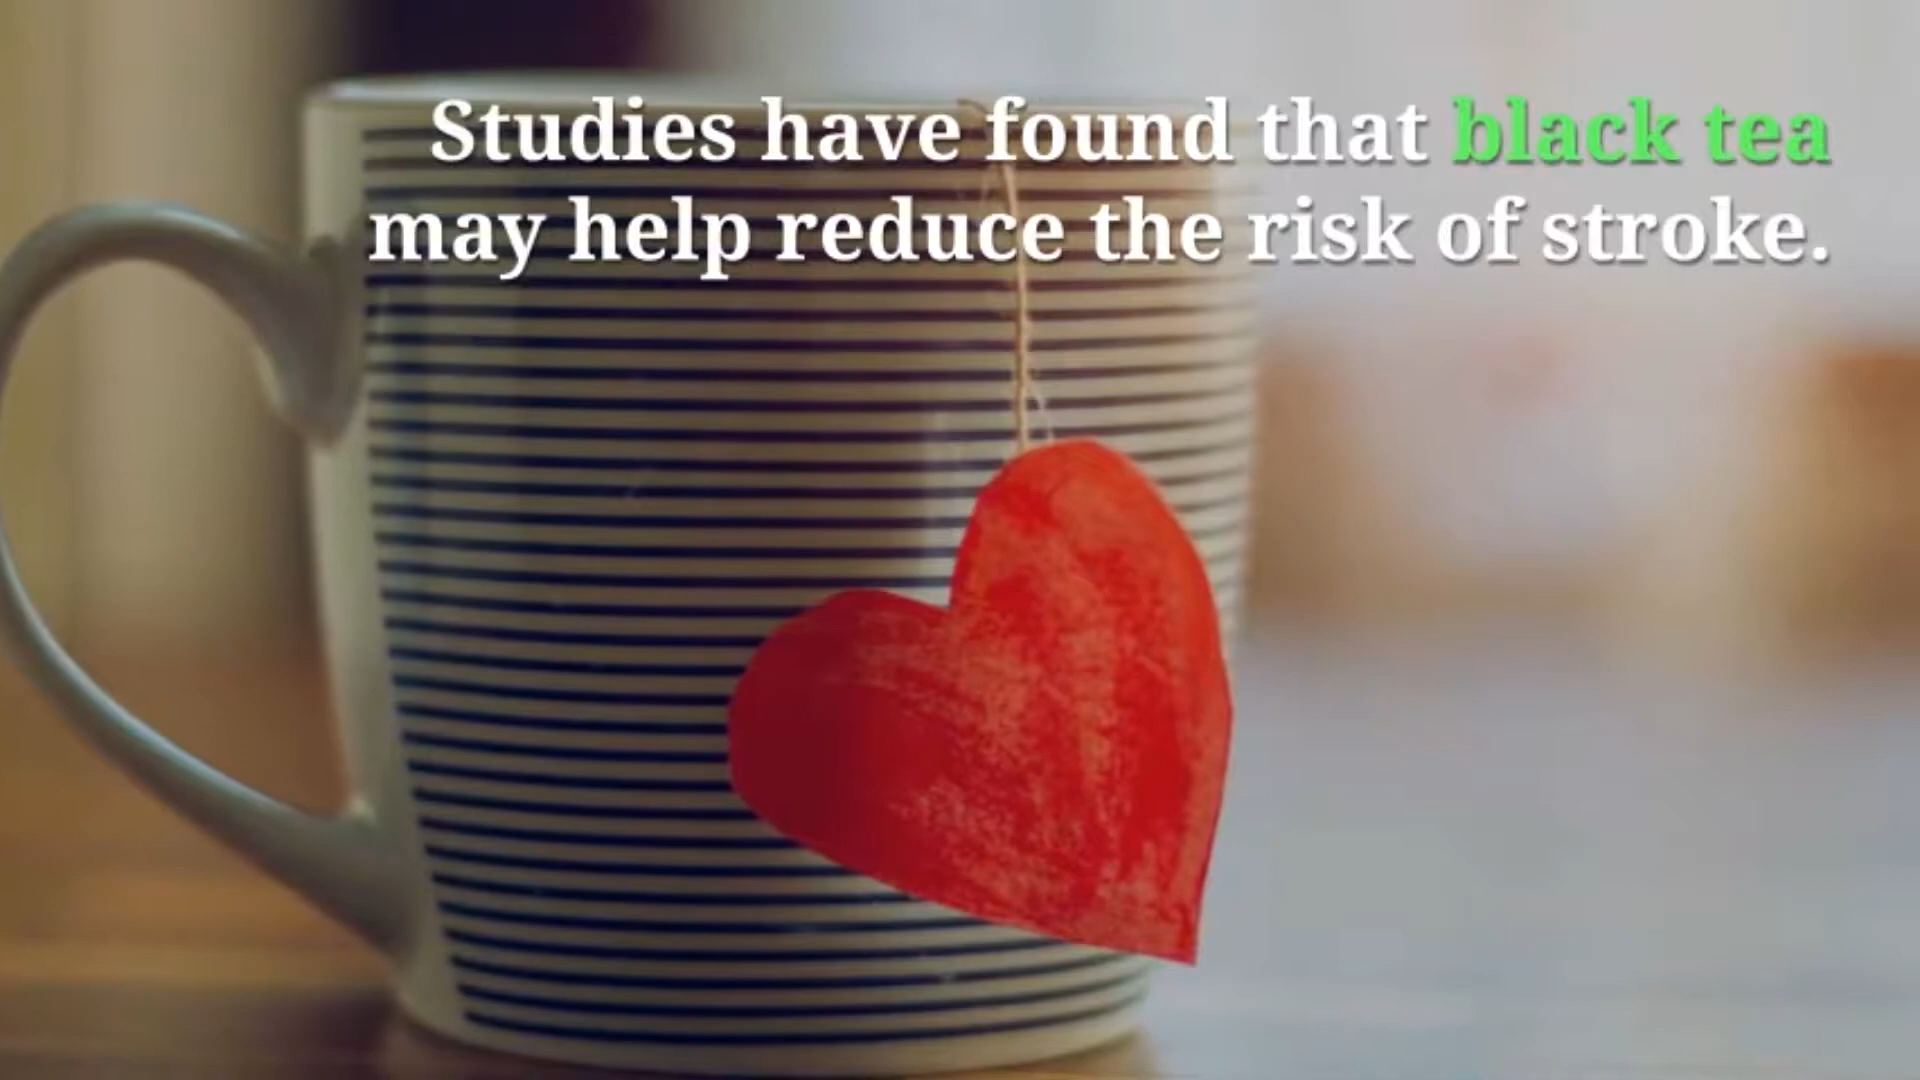 Studies have found that black tea
may help reduce the risk of stroke.